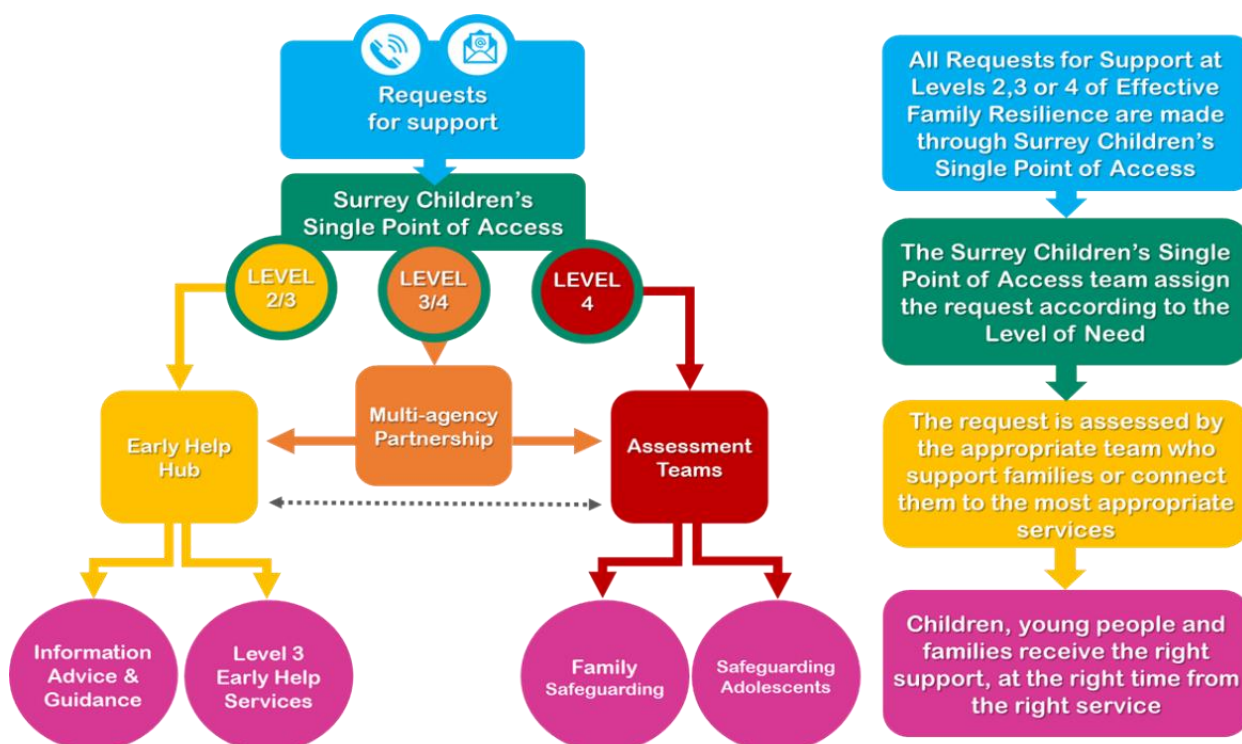 Requests
for support
Surrey Children's
Single Point of Access
LEVEL
2/3
LEVEL
3/4
LEVEL
4
Early Help
Hub
Multi-agency
Partnership
Assessment
Teams
Information
Advice &
Guidance
Level 3
Early Help
Services
Family
Safeguarding
Safeguarding
Adolescents
All Requests for Support at
Levels 2,3 or 4 of Effective
Family Resilience are made
through Surrey Children's
Single Point of Access
The Surrey Children's Single
Point of Access team assign
the request according to the
Level of Need
The request is assessed by
the appropriate team who
support families or connect
them to the most appropriate
services
Children, young people and
families receive the right
support, at the right time from
the right service